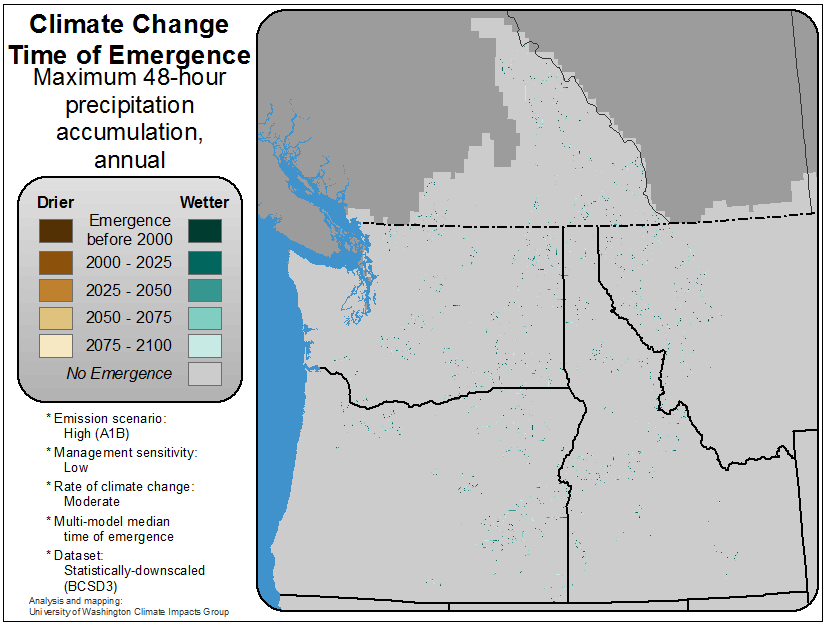 Climate Change
Time of Emergence
Maximum 48-hour
precipitation
accumulation,
annual
Drier Wetter
Emergence
before 2000
2000 - 2025
2025 - 2050
2050 - 2075
2075 - 2100
No Emergence
* Emission scenario:
High (A1B)
* Management sensitivity:
Low
* Rate of climate change:
Moderate
* Multi-model median
time of emergence
* Dataset:
Statistically-downscaled
(BCSD3)
Analysis and mapping:
University of Washington Climate Impacts Group